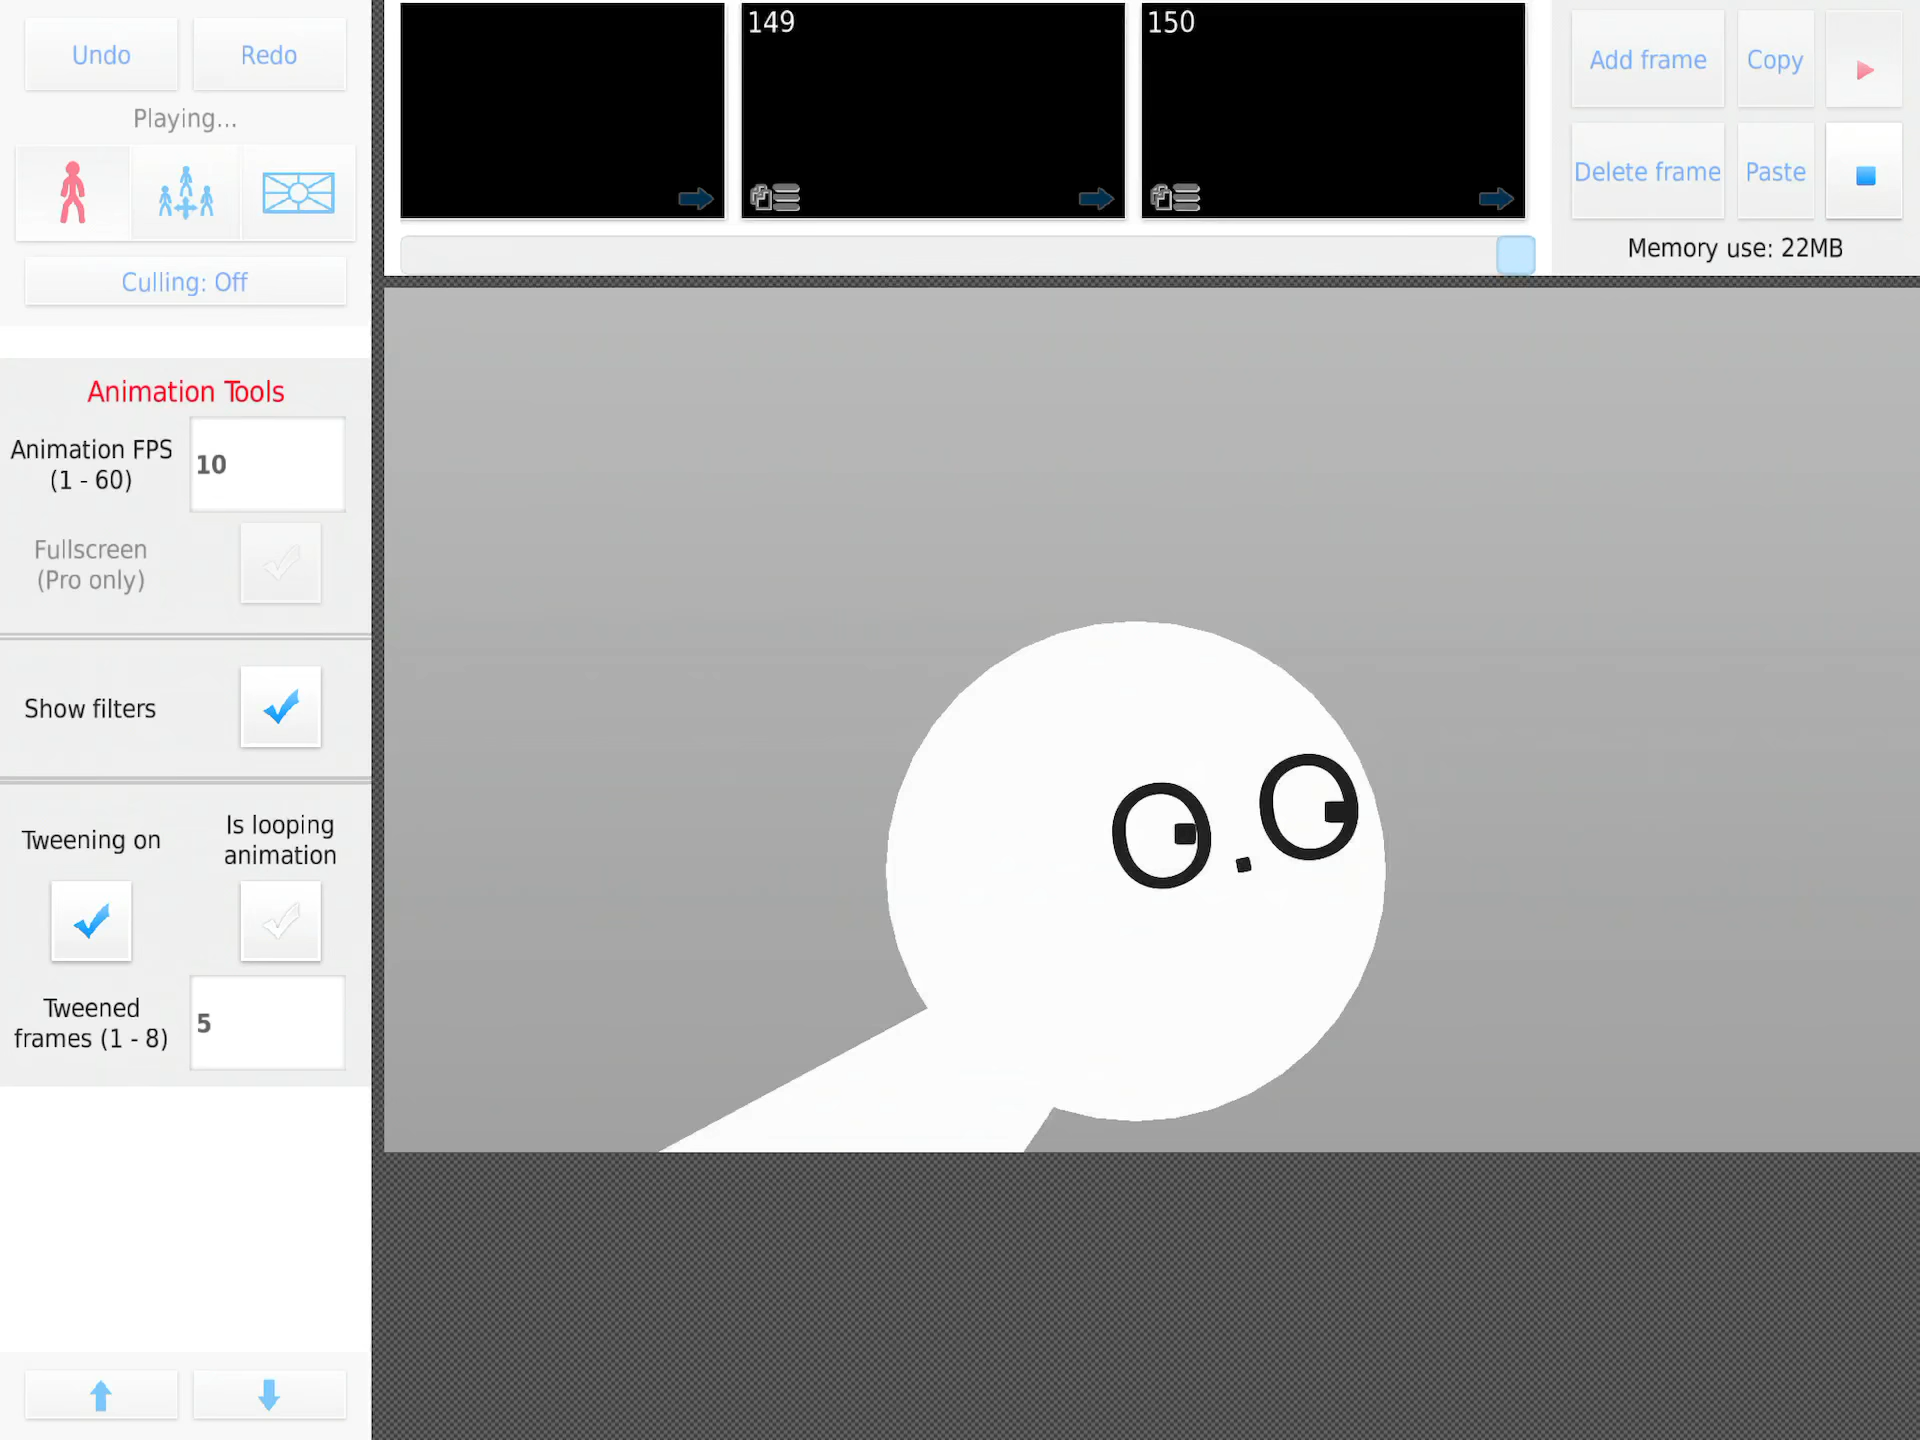 Undo
Redo
Playing...
Culling: Off
149
150
Add frame
Copy
Delete frame
Paste
Memory use: 22MB
Animation Tools
Animation FPS
(1 - 60)
10
Fullscreen
(Pro only)
Show filters
Tweening on
Is looping
animation
Tweened
frames (1 - 8)
5